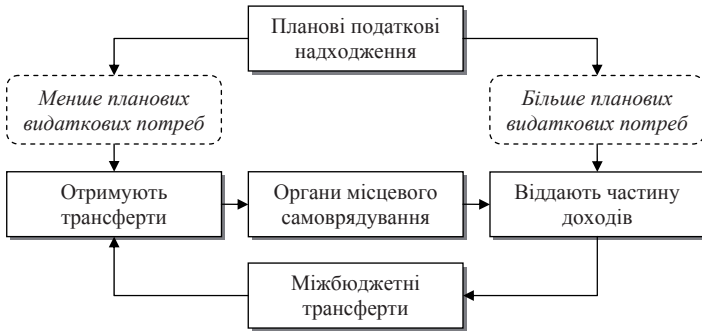 Планові податкові
надходження
Менше планових
видаткових потреб
Більше планових
видаткових потреб
Отримують
трансферти
Органи місцевого
самоврядування
Віддають частину
доходів
Міжбюджетні
трансферти